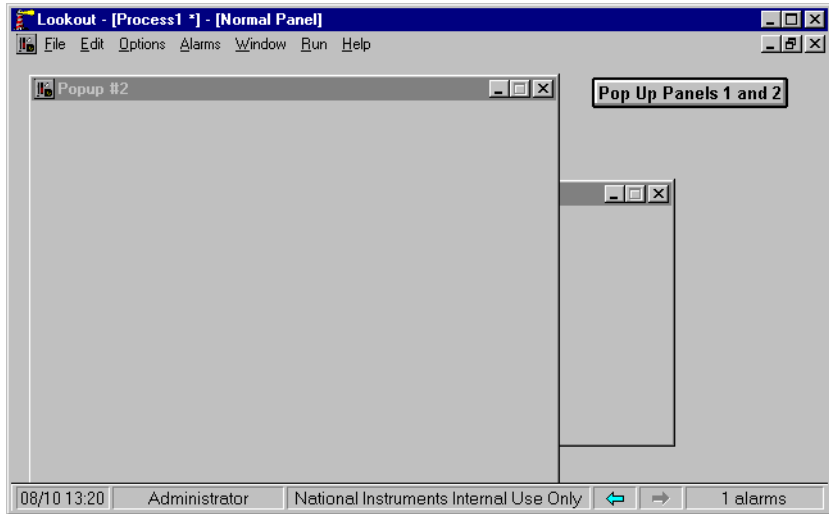 Lookout - [Process1 *] - [Normal Panel]
File Edit Options Alarms Window Run Help
Popup #2
Pop Up Panels 1 and 2
08/10 13:20 Administrator National Instruments Internal Use Only 1 alarms